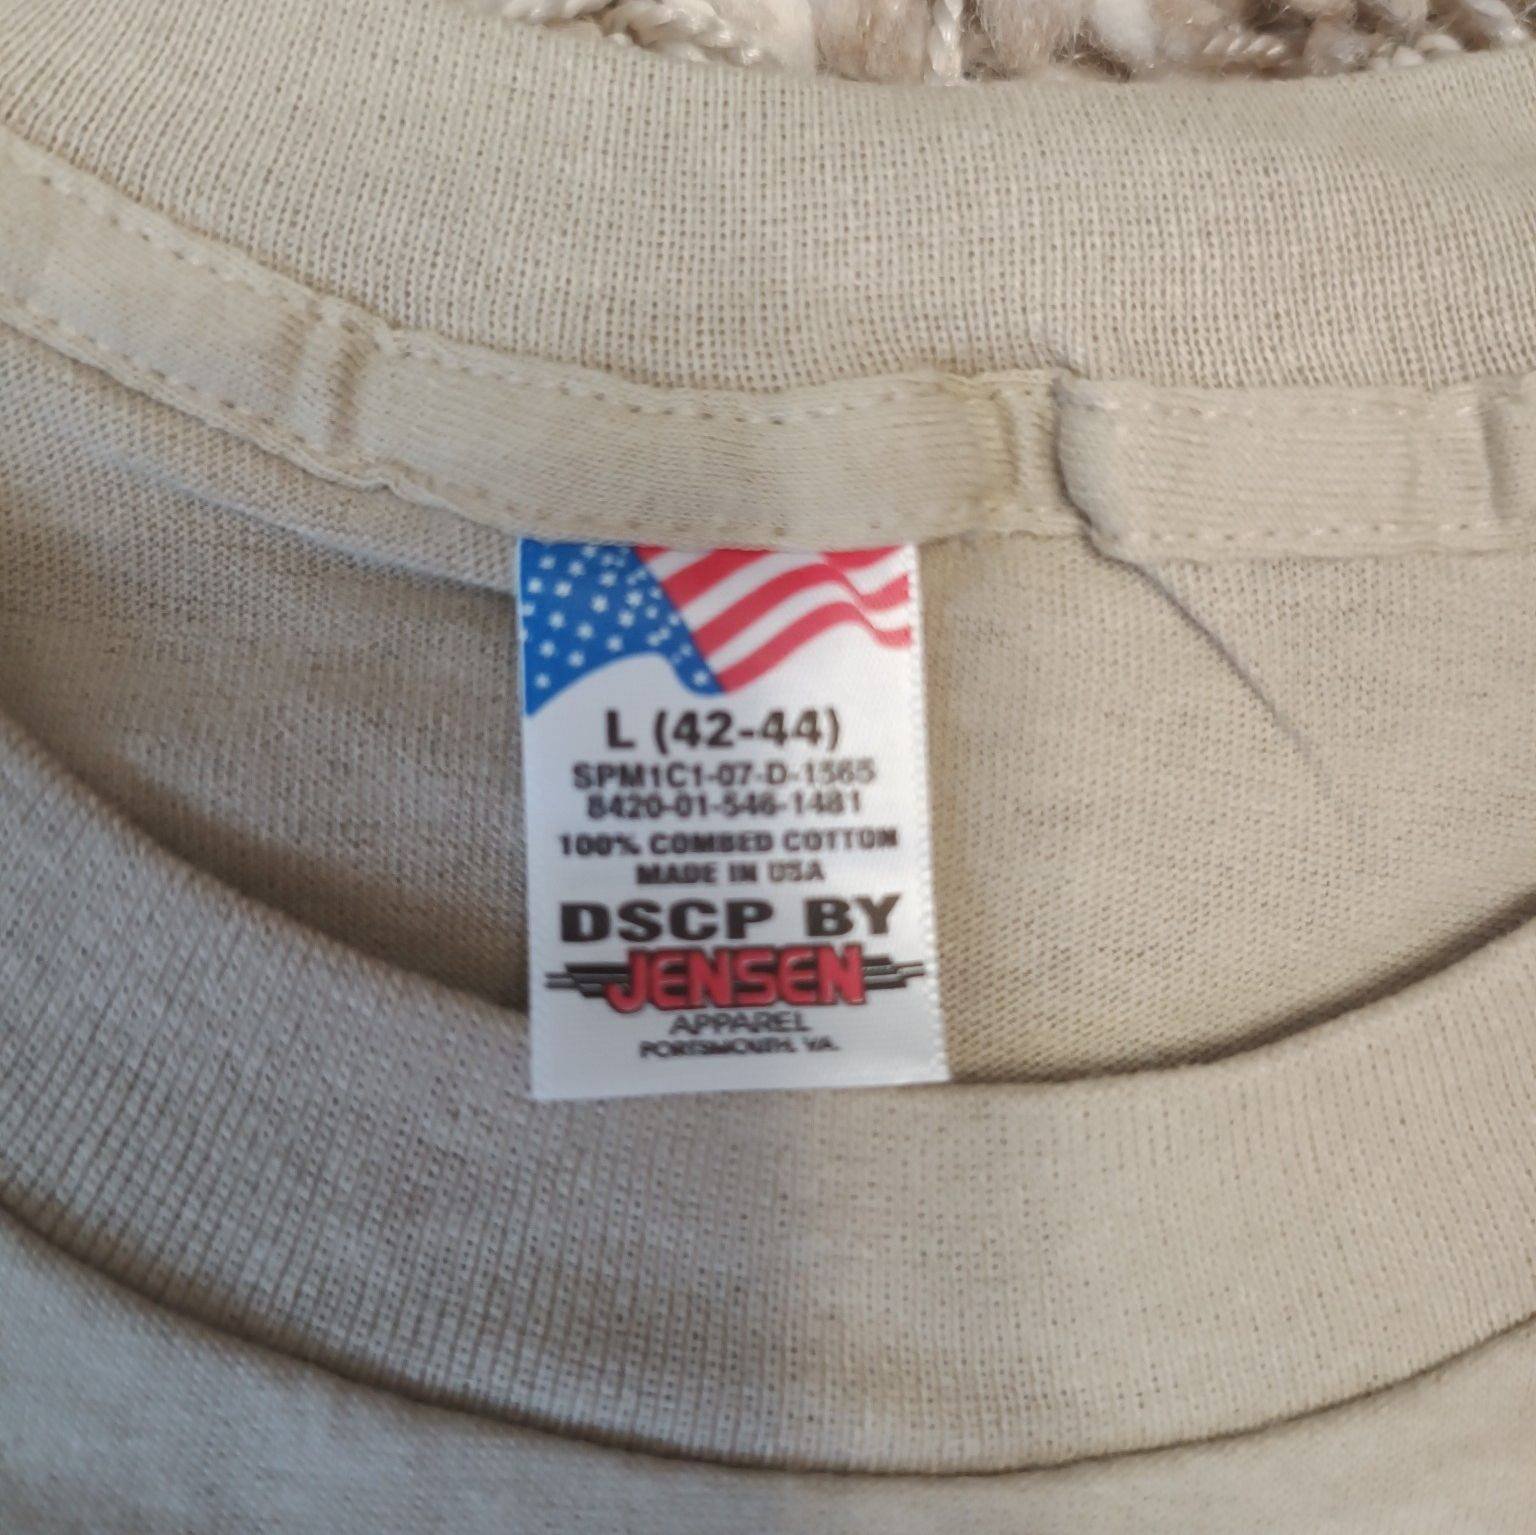 L (42-44)
SPM1C1-07-D-1565
8420-01-546-1481
100% COMBED COTTON
MADE IN USA
DSCP BY
JENSEN
APPAREL
PORTSMOUTH, VA.